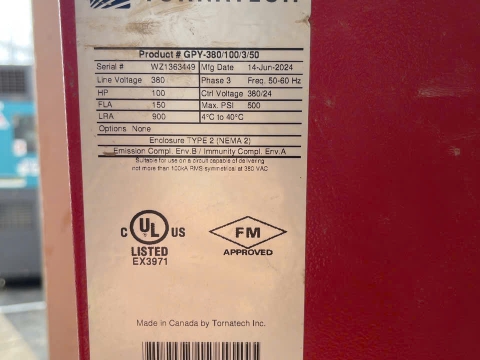 TORNATECH
Product # GPY-380/100/3/50
Serial # WZ1363449 Mfg Date 14-Jun-2024
Line Voltage 380 Phase 3 Freq. 50-60 Hz
HP 100 Ctrl Voltage 380/24
FLA 150 Max. PSI 500
LRA 900 4°C to 40°C
Options None
Enclosure TYPE 2 (NEMA 2)
Emission Compl. Env.B / Immunity Compl. Env.A
Suitable for use on a circuit capable of delivering
not more than 100kA RMS symmetrical at 380 VAC
C UL US
LISTED
EX3971
FM
APPROVED
Made in Canada by Tornatech Inc.